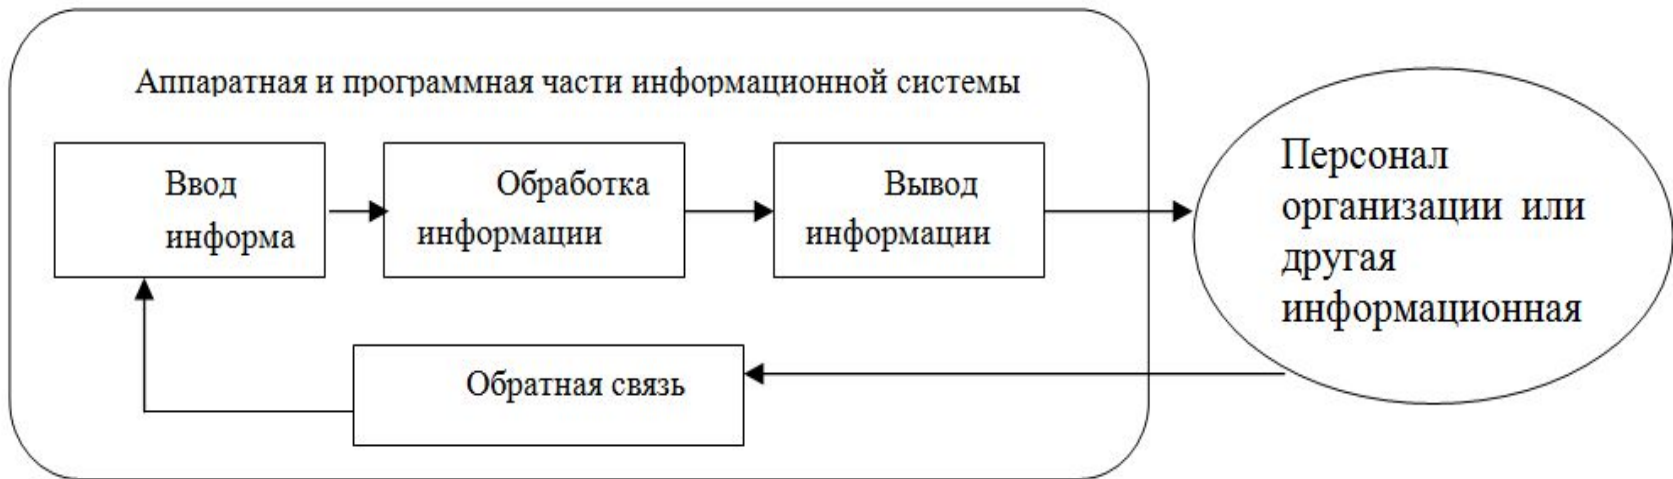 Аппаратная и программная части информационной системы
Ввод
информа
Обработка
информации
Вывод
информации
Персонал
организации или
другая
информационная
Обратная связь